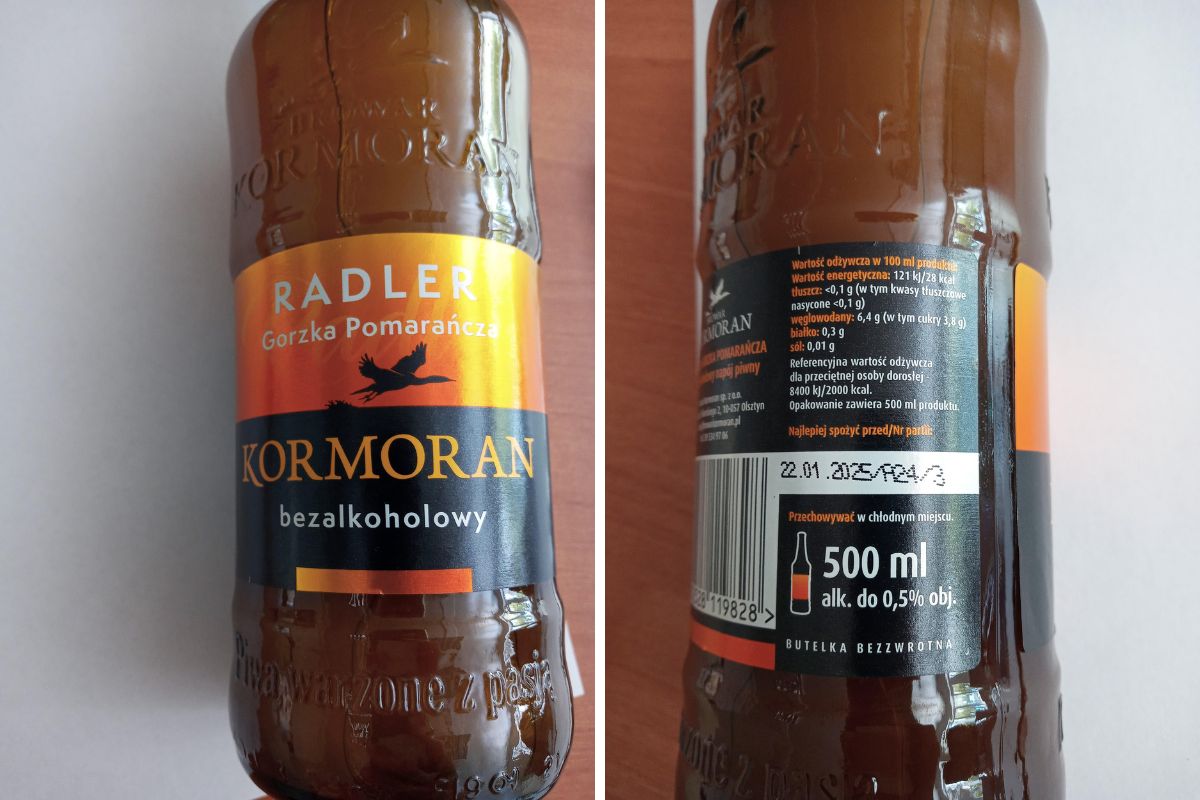 BROWAR
KORMORAN
RADLER
Gorzka Pomarańcza
KORMORAN
bezalkoholowy
Piwa warzone z pasją
Wartość odżywcza w 100 ml produktu:
Wartość energetyczna: 121 kJ/28 kcal
tłuszcz: <0,1 g (w tym kwasy tłuszczowe
nasycone <0,1 g)
węglowodany: 6,4 g (w tym cukry 3,8 g)
białko: 0,3 g
sól: 0,01 g
Referencyjna wartość odżywcza
dla przeciętnej osoby dorosłej -
8400 kJ/2000 kcal.
Opakowanie zawiera 500 ml produktu.
Najlepiej spożyć przed/Nr partii:
22.01.2025/A24/3
Przechowywać w chłodnym miejscu.
500 ml
alk. do 0,5% obj.
BUTELKA BEZZWROTNA
POMARAŃCZA
napój piwny
sp. z o.o.
2, 10-057 Olsztyn
119828 >